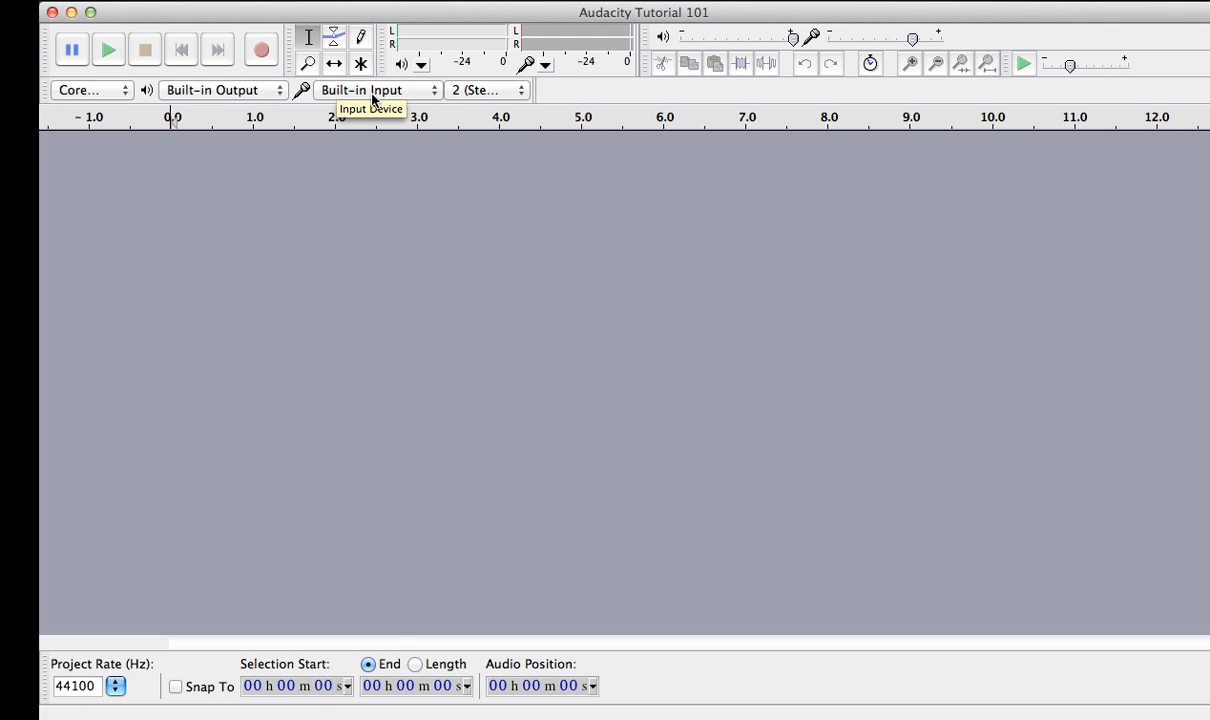 Audacity Tutorial 101
L
R
-24
0
L
R
-24
0
Core...
Built-in Output
Built-in Input
2 (Ste...
Input Device
- 1.0
0.0
1.0
2.0
3.0
4.0
5.0
6.0
7.0
8.0
9.0
10.0
11.0
12.0
Project Rate (Hz):
Selection Start:
End
Length
Audio Position:
44100
Snap To
00 h 00 m 00 s
00 h 00 m 00 s
00 h 00 m 00 s